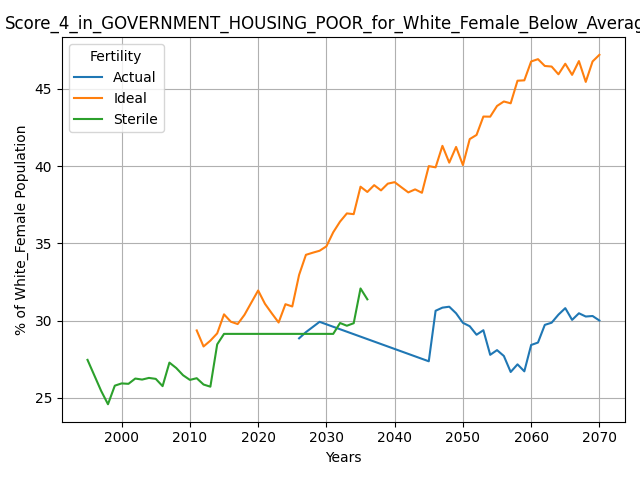 Score_4_in_GOVERNMENT_HOUSING_POOR_for_White_Female_Below_Averag
Fertility
Actual
Ideal
Sterile
% of White_Female Population
45
40
35
30
25
2000
2010
2020
2030
2040
2050
2060
2070
Years